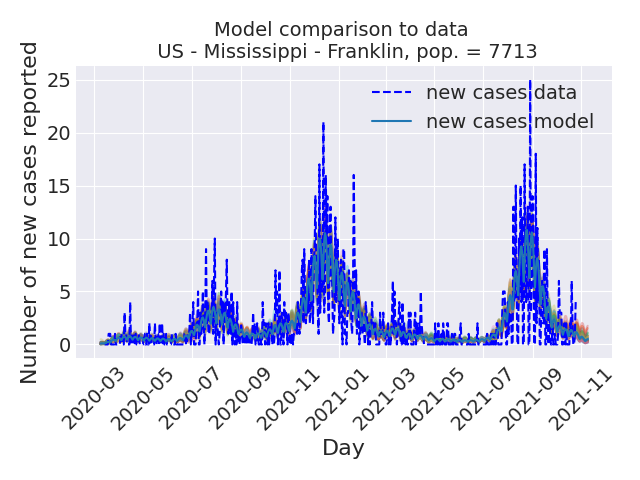 Model comparison to data
US - Mississippi - Franklin, pop. = 7713
Number of new cases reported
25
20
15
10
5
0
new cases data
new cases model
2020-03
2020-05
2020-07
2020-09
2020-11
2021-01
2021-03
2021-05
2021-07
2021-09
2021-11
Day